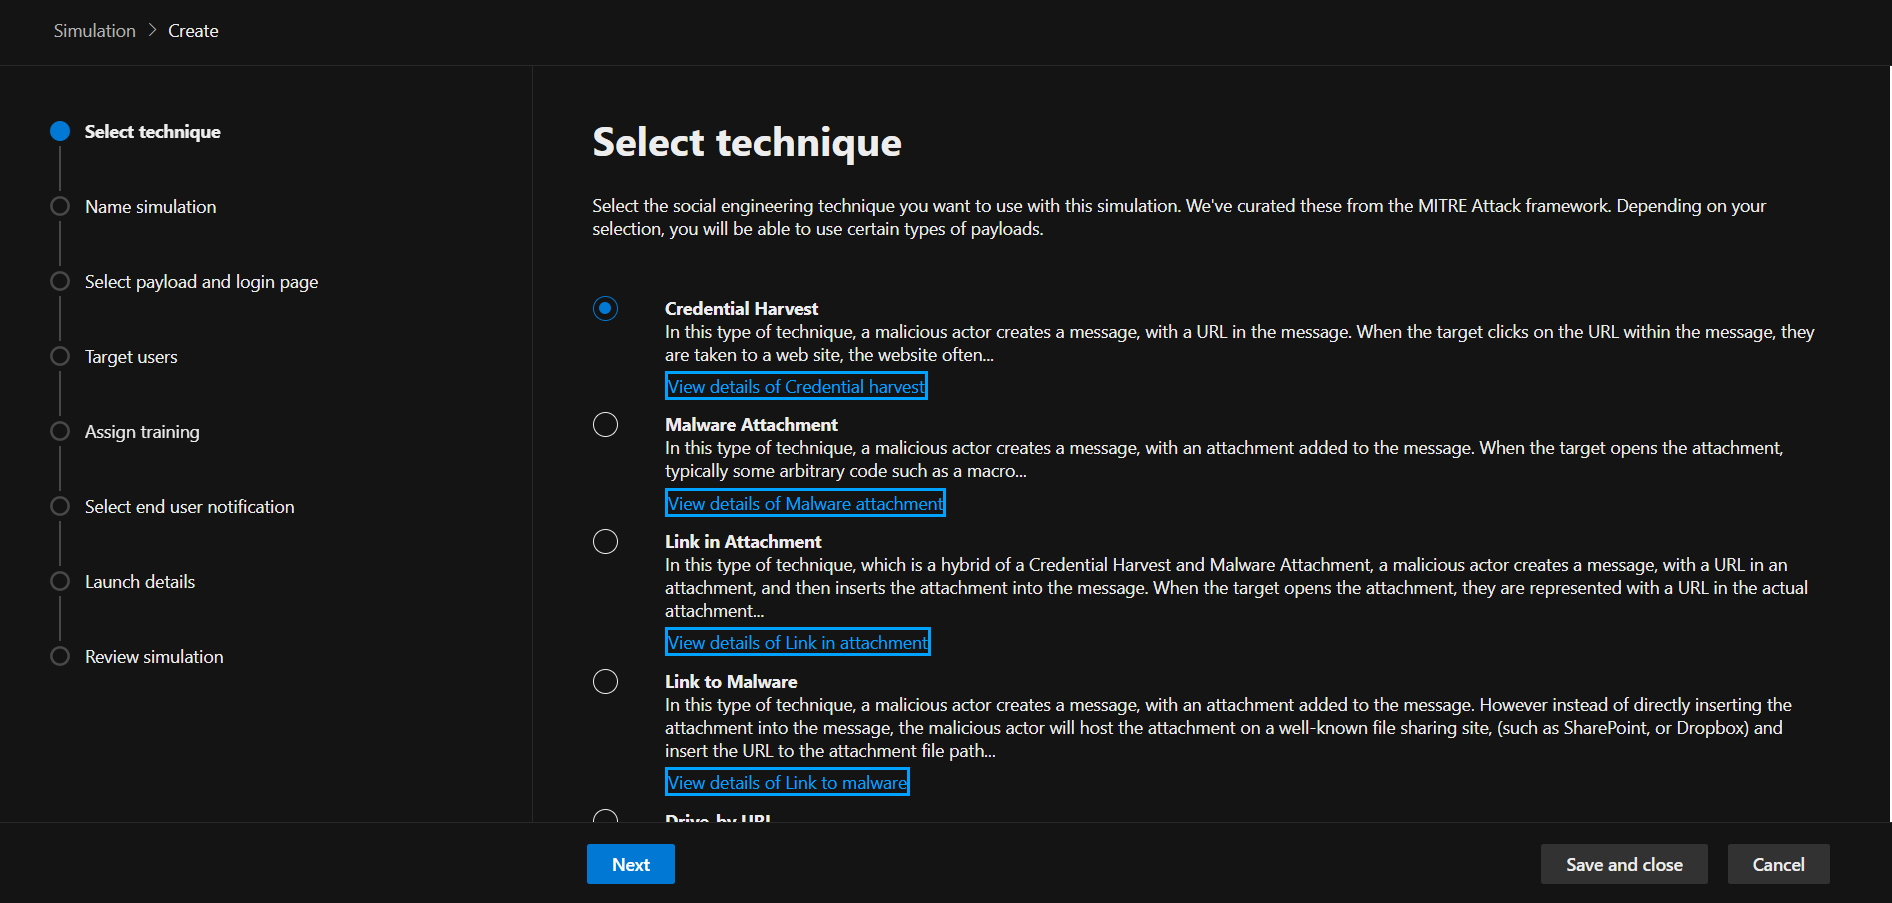 Simulation > Create
Select technique
Name simulation
Select payload and login page
Target users
Assign training
Select end user notification
Launch details
Review simulation
Select technique
Select the social engineering technique you want to use with this simulation. We've curated these from the MITRE Attack framework. Depending on your
selection, you will be able to use certain types of payloads.
Credential Harvest
In this type of technique, a malicious actor creates a message, with a URL in the message. When the target clicks on the URL within the message, they
are taken to a web site, the website often...
View details of Credential harvest
Malware Attachment
In this type of technique, a malicious actor creates a message, with an attachment added to the message. When the target opens the attachment,
typically some arbitrary code such as a macro...
View details of Malware attachment
Link in Attachment
In this type of technique, which is a hybrid of a Credential Harvest and Malware Attachment, a malicious actor creates a message, with a URL in an
attachment, and then inserts the attachment into the message. When the target opens the attachment, they are represented with a URL in the actual
attachment...
View details of Link in attachment
Link to Malware
In this type of technique, a malicious actor creates a message, with an attachment added to the message. However instead of directly inserting the
attachment into the message, the malicious actor will host the attachment on a well-known file sharing site, (such as SharePoint, or Dropbox) and
insert the URL to the attachment file path...
View details of Link to malware
Drive-by URL
Next
Save and close
Cancel